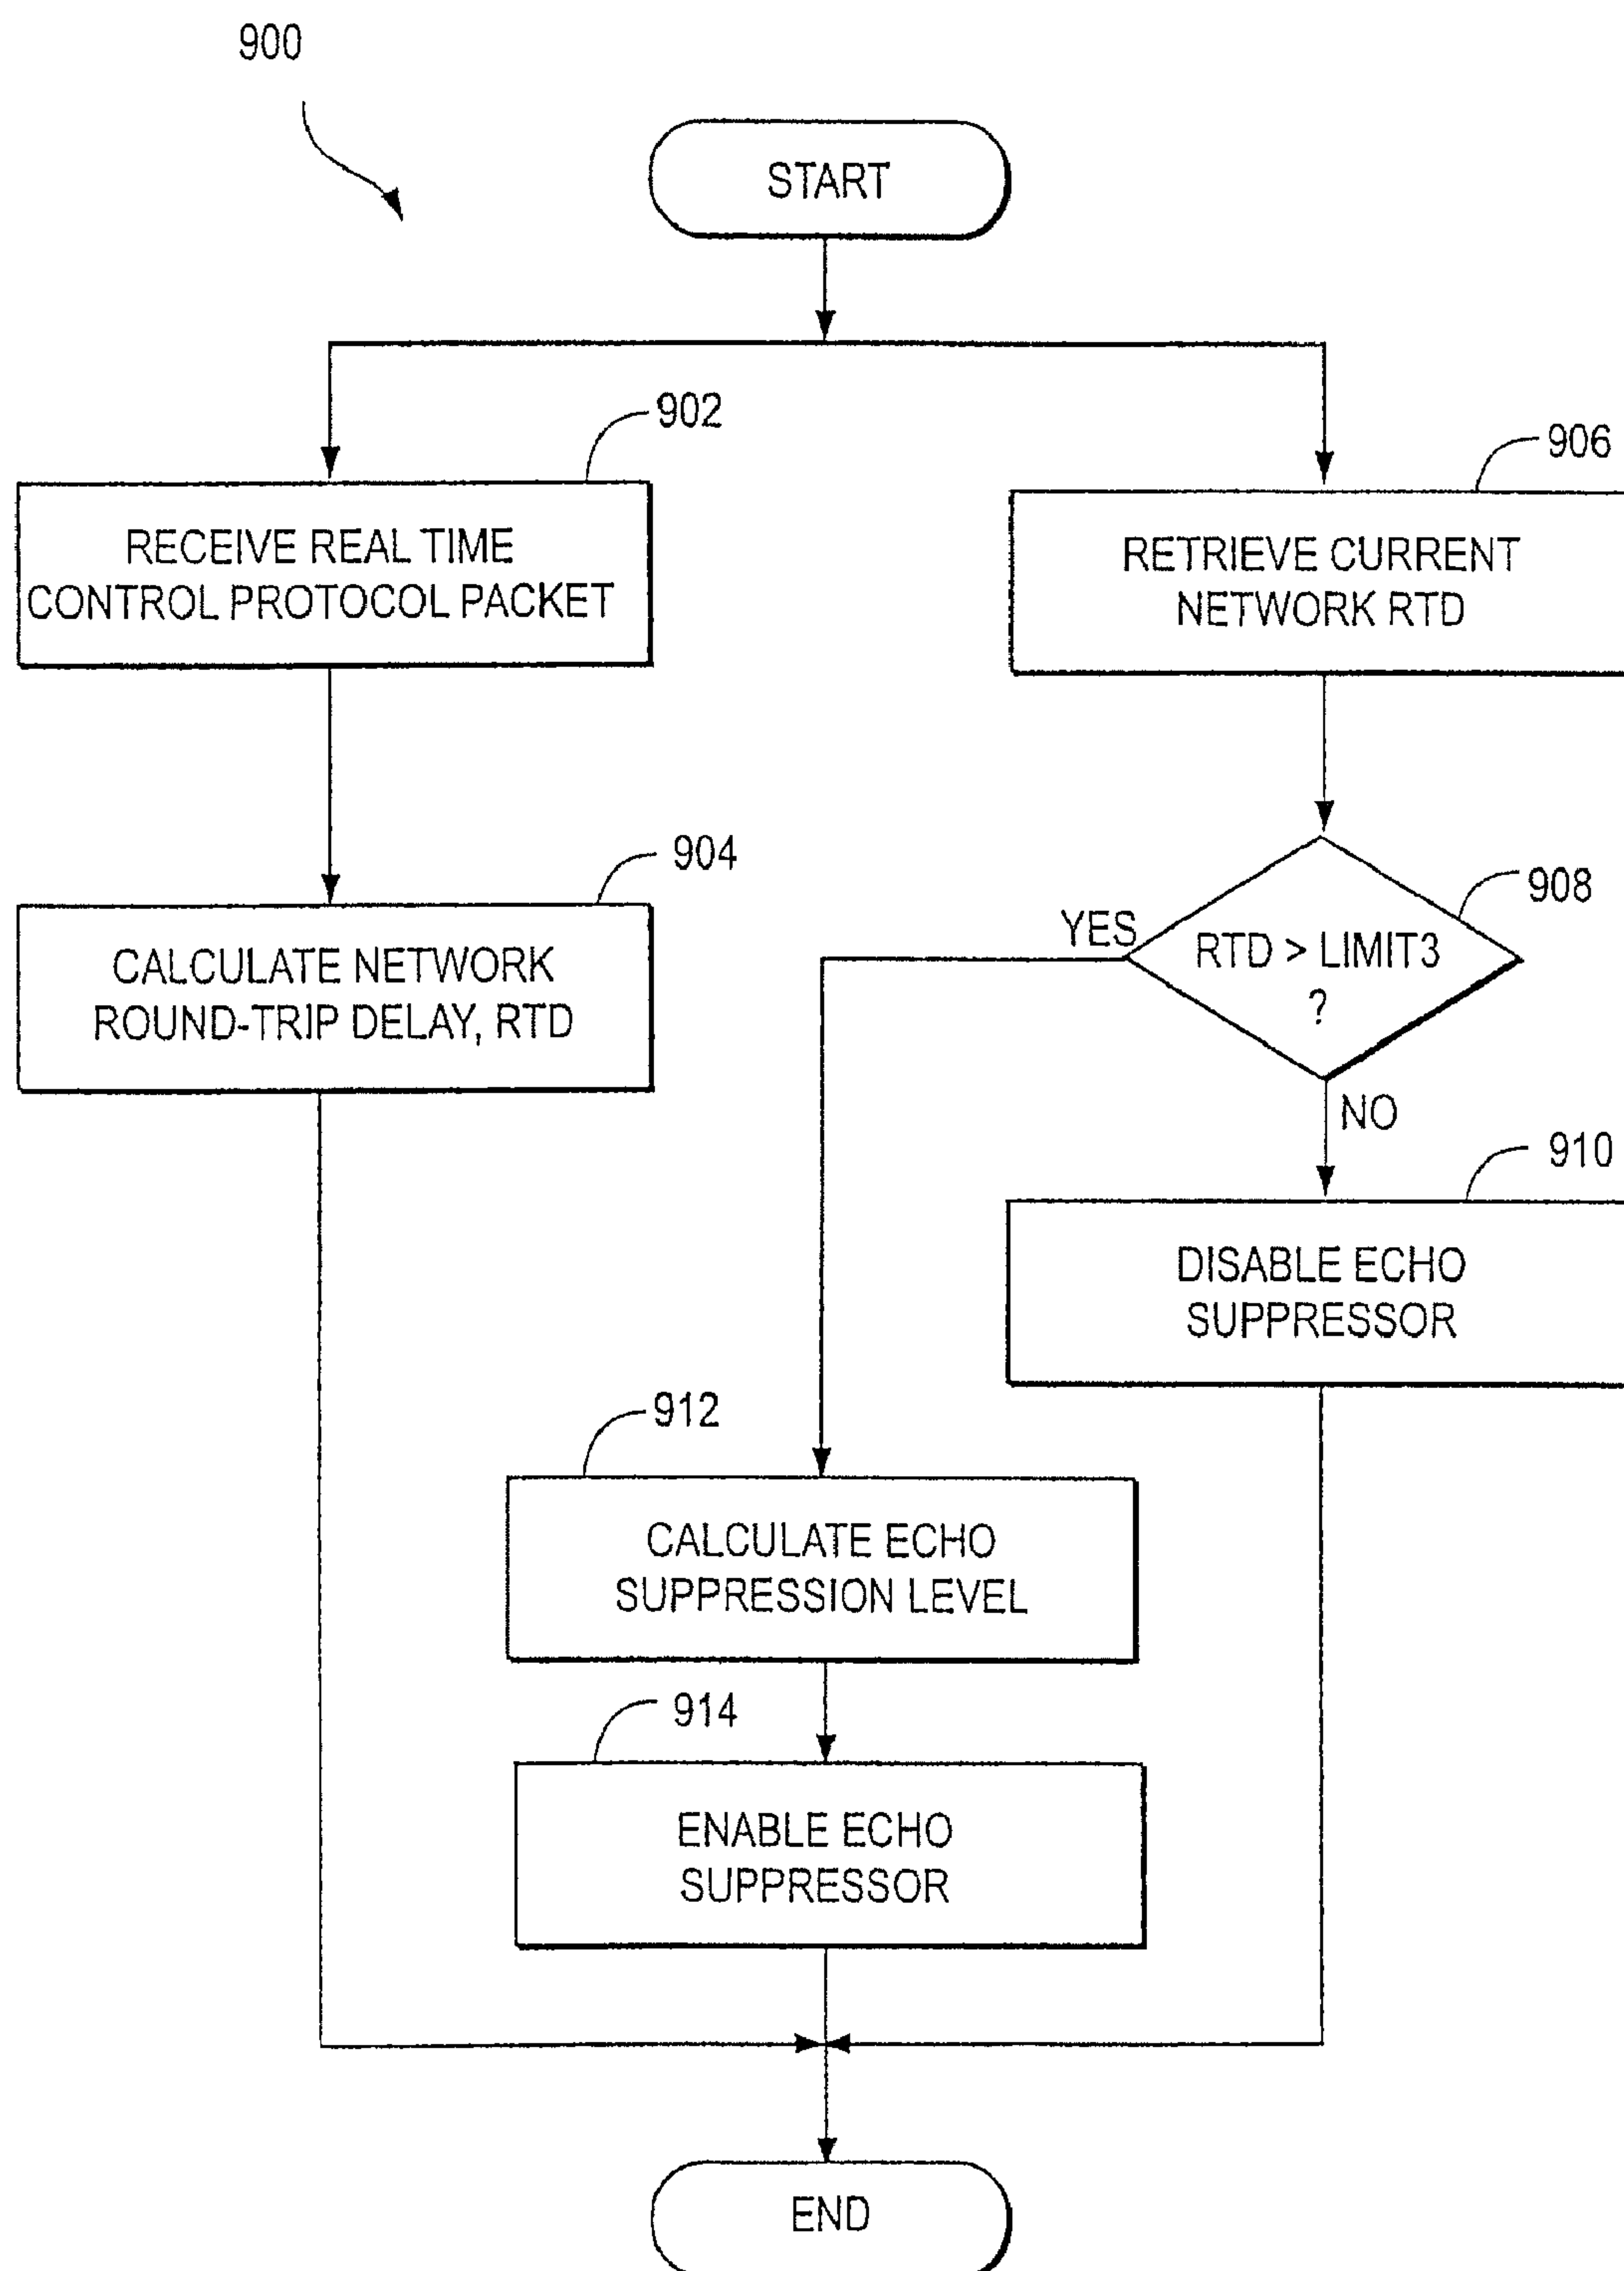 900
START
902
RECEIVE REAL TIME
CONTROL PROTOCOL PACKET
906
RETRIEVE CURRENT
NETWORK RTD
904
CALCULATE NETWORK
ROUND-TRIP DELAY, RTD
908
YES
RTD > LIMIT3
?
NO
910
DISABLE ECHO
SUPPRESSOR
912
CALCULATE ECHO
SUPPRESSION LEVEL
914
ENABLE ECHO
SUPPRESSOR
END